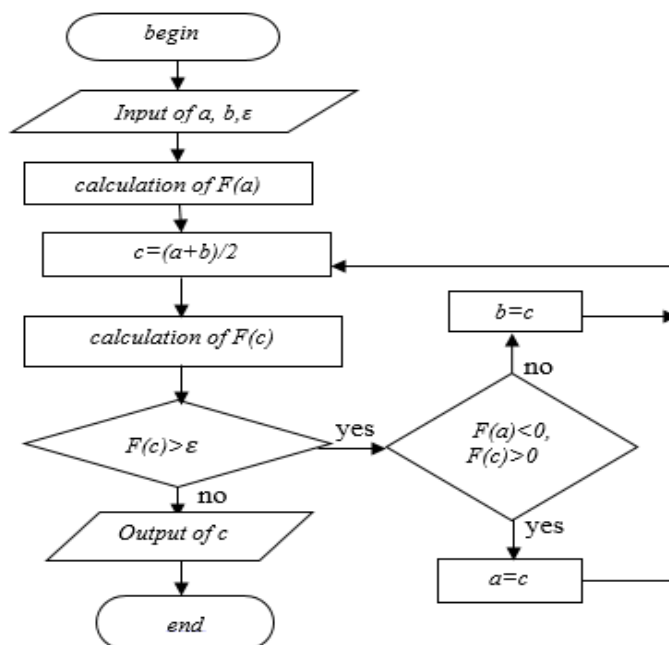 begin
Input of a, b,ε
calculation of F(a)
c=(a+b)/2
calculation of F(c)
F(c)>ε
yes
no
Output of c
end
b=c
no
F(a)<0,
F(c)>0
yes
a=c